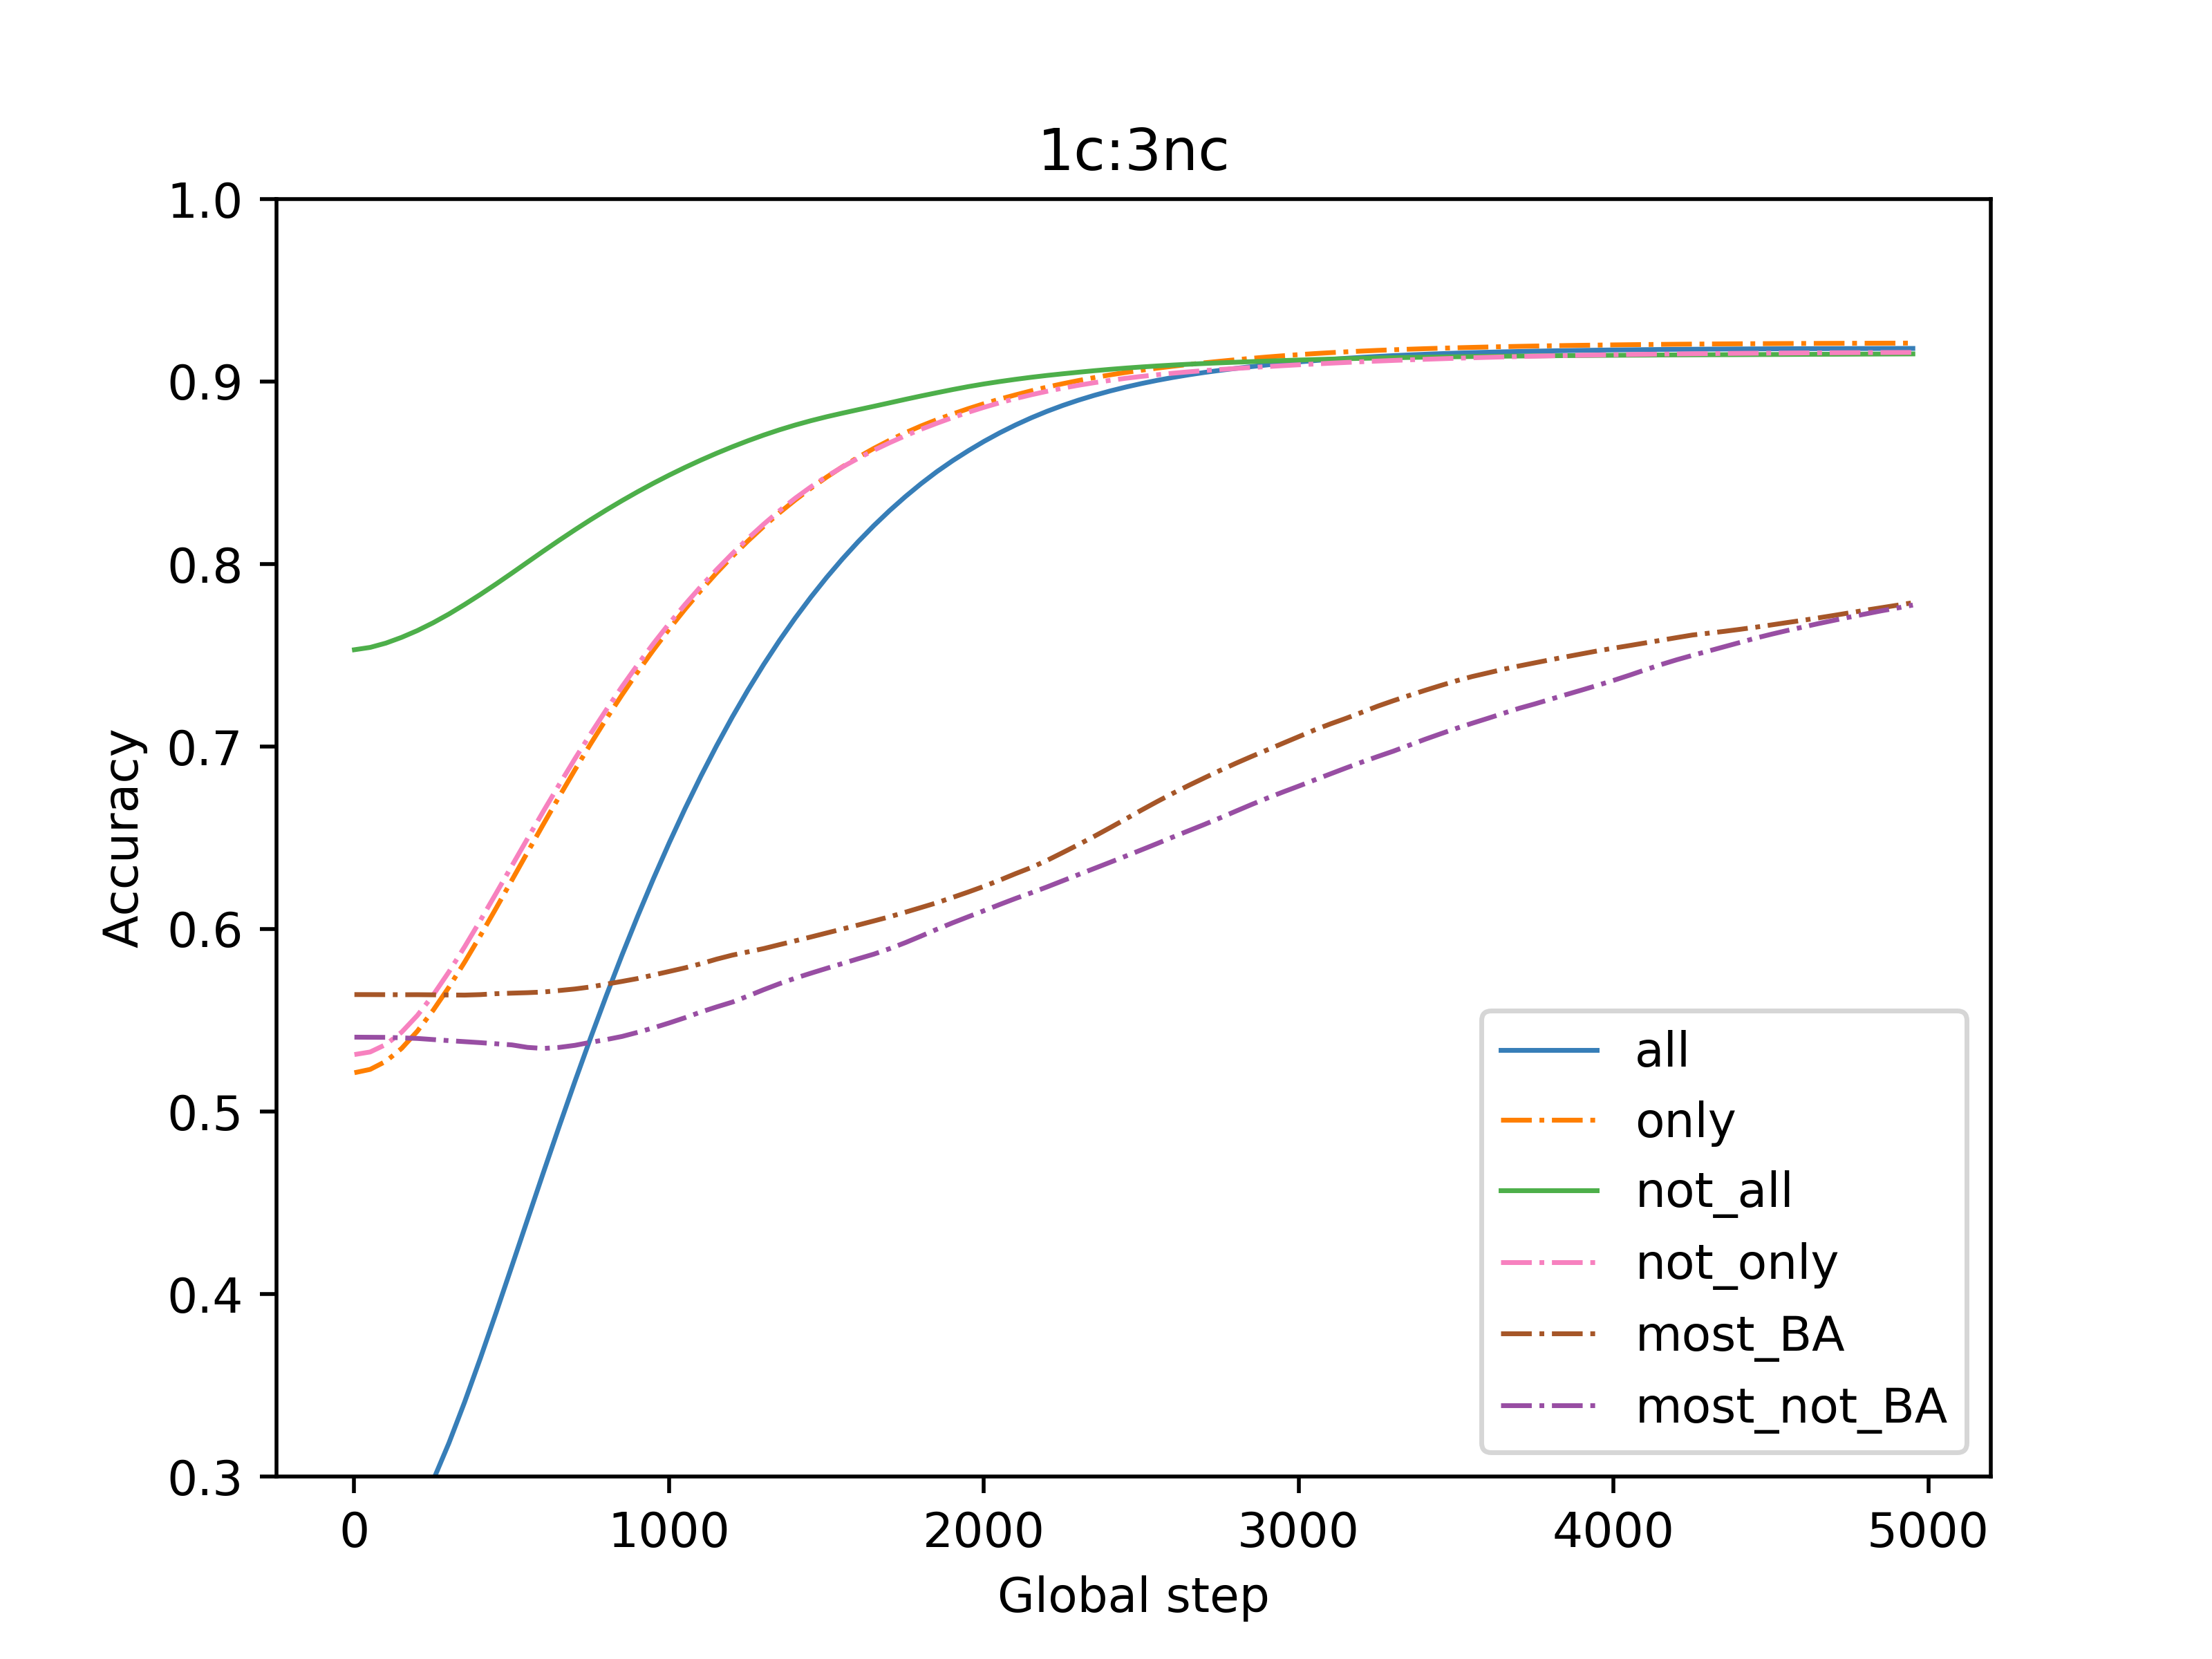 1c:3nc
1.0
0.9
0.8
0.7
0.6
0.5
0.4
0.3
Accuracy
all
only
not_all
not_only
most_BA
most_not_BA
0 1000 2000 3000 4000 5000
Global step